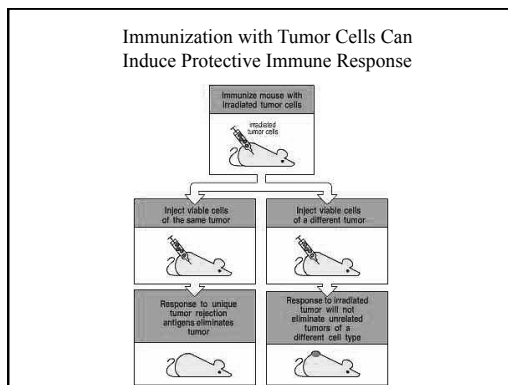 Immunization with Tumor Cells Can
Induce Protective Immune Response
Immunize mouse with
irradiated tumor cells
irradiated
tumor cells
Inject viable cells
of the same tumor
Inject viable cells
of a different tumor
Response to unique
tumor rejection
antigens eliminates
tumor
Response to irradiated
tumor will not
eliminate unrelated
tumors of a
different cell type